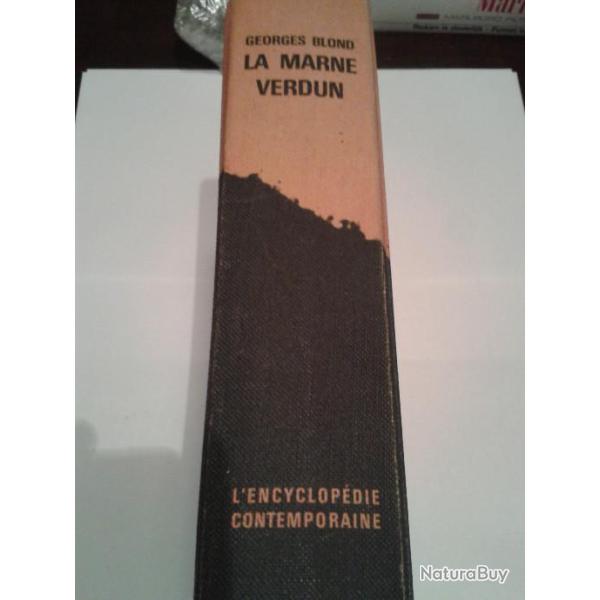 GEORGES BLOND
LA MARNE
VERDUN
L'ENCYCLOPÉDIE
CONTEMPORAINE
NaturaBuy